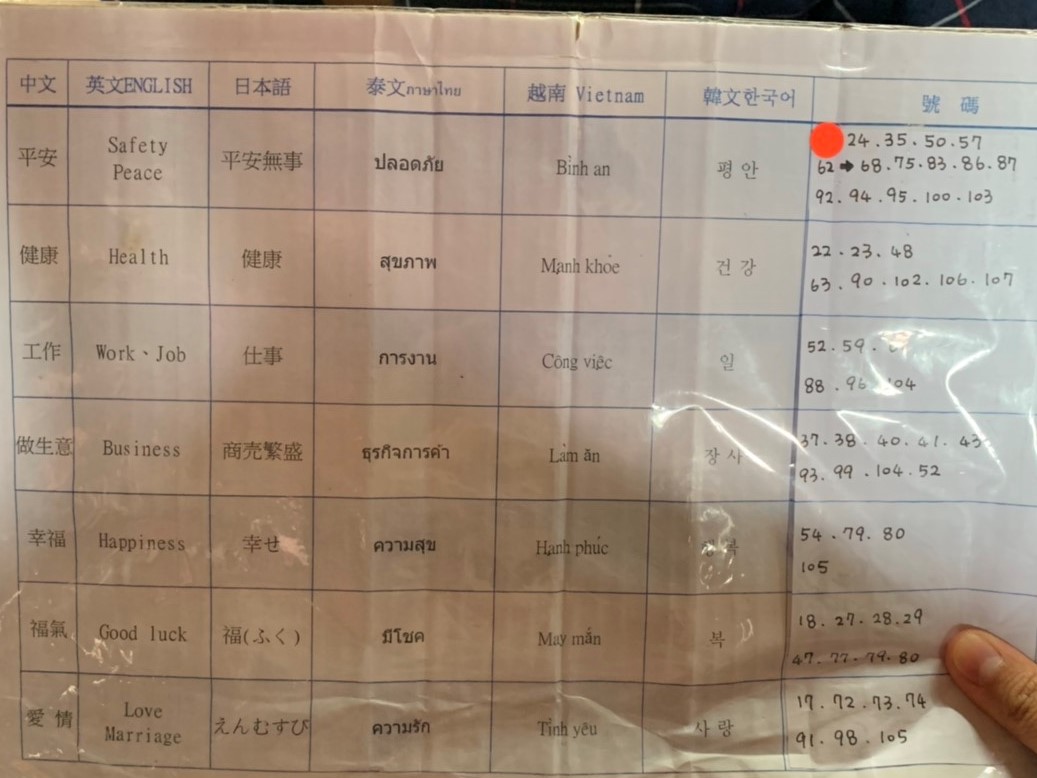 中文 英文ENGLISH 日本語 泰文ภาษาไทย 越南 Vietnam 韓文한국어 號碼
平安 Safety Peace 平安無事 ปลอดภัย Bình an 평안 24.35.50.57
62➡68.75.83.86.87
92.94.95.100.103
健康 Health 健康 สุขภาพ Mạnh khỏe 건강 22.23.48
63.90.102.106.107
工作 Work、Job 仕事 การงาน Công việc 일 52.59.
88.96.104
做生意 Business 商売繁盛 ธุรกิจการค้า Làm ăn 장사 37.38.40.41.43
93.99.104.52
幸福 Happiness 幸せ ความสุข Hạnh phúc 행복 54.79.80
105
福氣 Good luck 福(ふく) มีโชค May mắn 복 18.27.28.29
47.77.79.80
愛情 Love Marriage えんむすび ความรัก Tình yêu 사랑 17.72.73.74
91.98.105